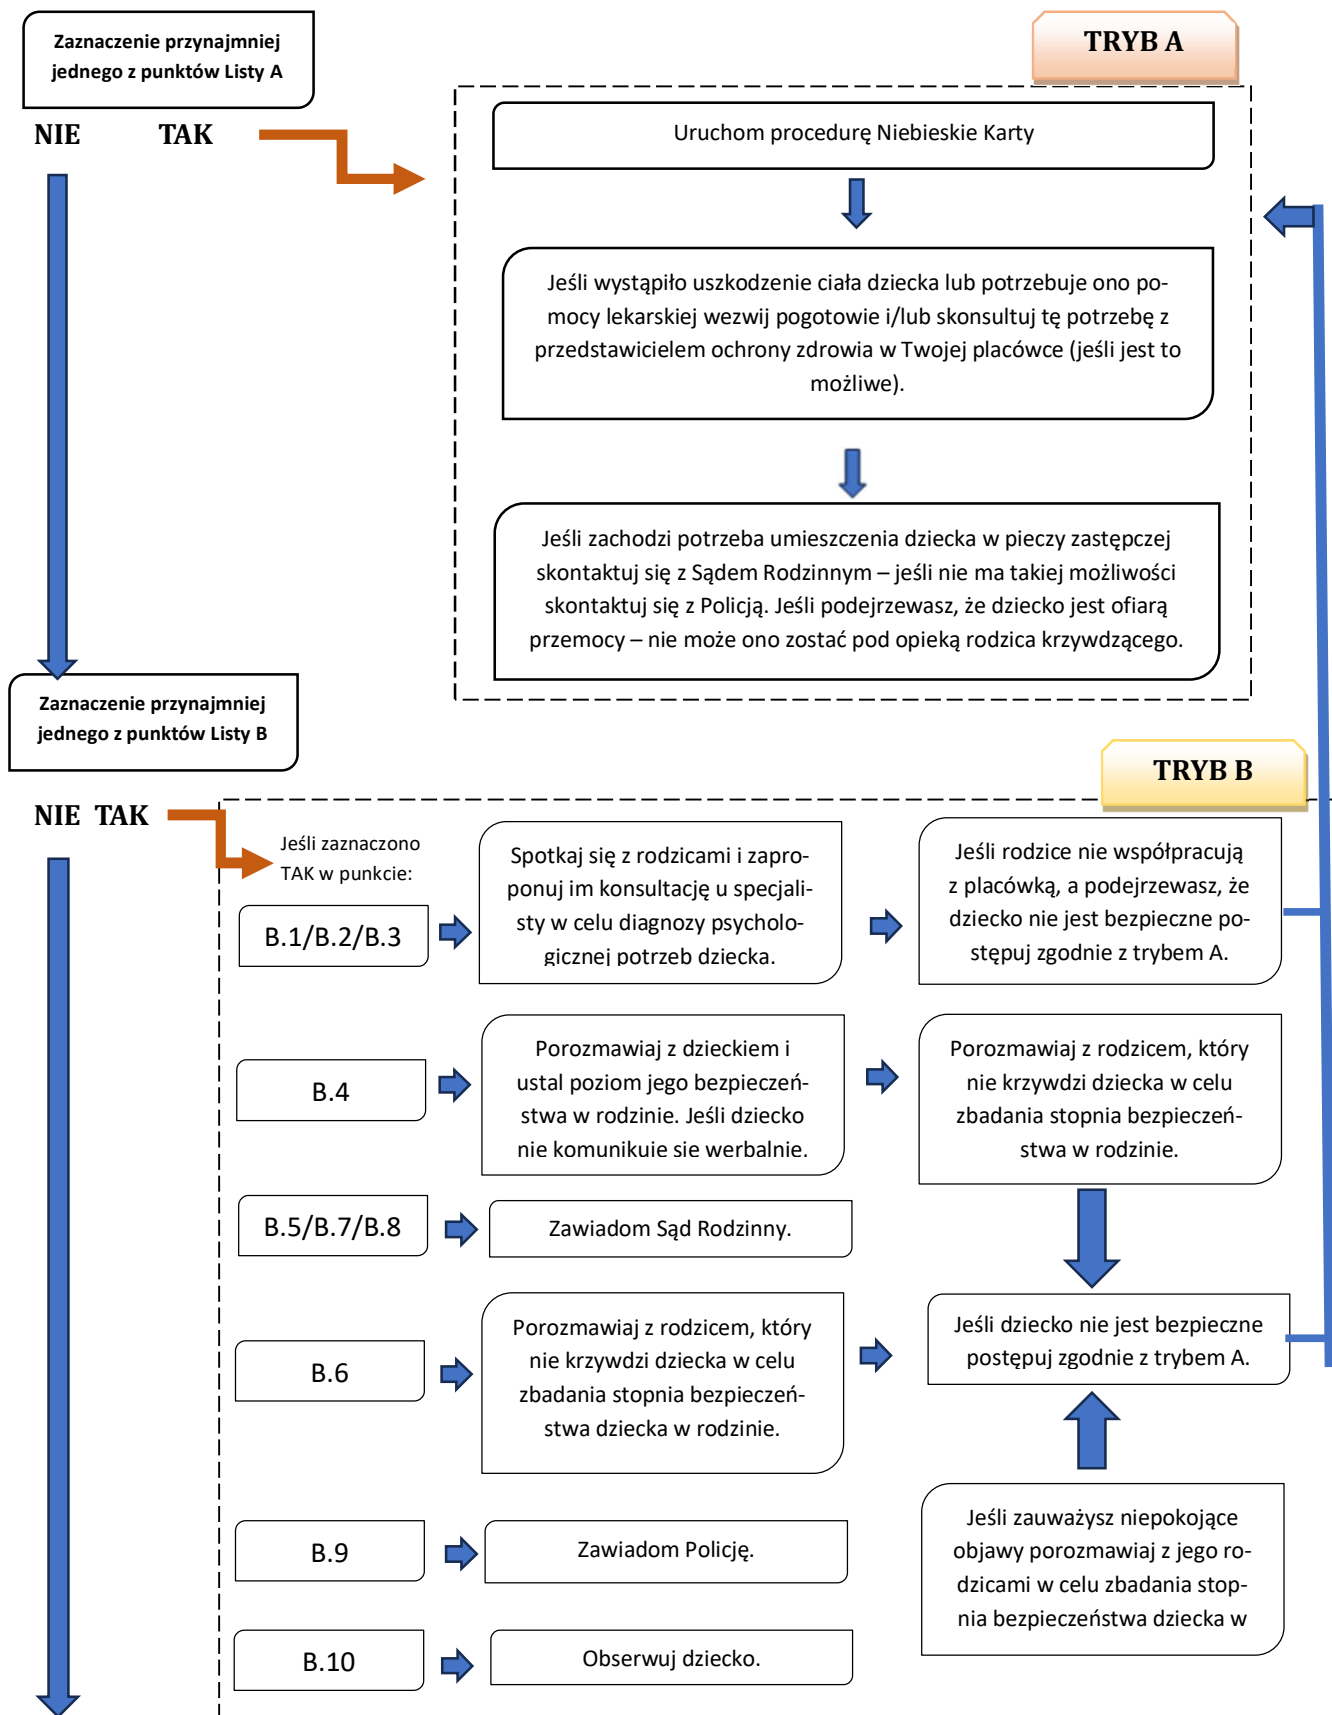 Zaznaczenie przynajmniej
jednego z punktów Listy A
NIE TAK
TRYB A
Uruchom procedurę Niebieskie Karty
Jeśli wystąpiło uszkodzenie ciała dziecka lub potrzebuje ono po-
mocy lekarskiej wezwij pogotowie i/lub skonsultuj tę potrzebę z
przedstawicielem ochrony zdrowia w Twojej placówce (jeśli jest to
możliwe).
Jeśli zachodzi potrzeba umieszczenia dziecka w pieczy zastępczej
skontaktuj się z Sądem Rodzinnym – jeśli nie ma takiej możliwości
skontaktuj się z Policją. Jeśli podejrzewasz, że dziecko jest ofiarą
przemocy – nie może ono zostać pod opieką rodzica krzywdzącego.
Zaznaczenie przynajmniej
jednego z punktów Listy B
NIE TAK
TRYB B
Jeśli zaznaczono
TAK w punkcie:
B.1/B.2/B.3
Spotkaj się z rodzicami i zapro-
ponuj im konsultację u specjali-
sty w celu diagnozy psycholo-
gicznej potrzeb dziecka.
Jeśli rodzice nie współpracują
z placówką, a podejrzewasz, że
dziecko nie jest bezpieczne po-
stępuj zgodnie z trybem A.
B.4
Porozmawiaj z dzieckiem i
ustal poziom jego bezpieczeń-
stwa w rodzinie. Jeśli dziecko
nie komunikuje się werbalnie.
Porozmawiaj z rodzicem, który
nie krzywdzi dziecka w celu
zbadania stopnia bezpieczeń-
stwa w rodzinie.
B.5/B.7/B.8
Zawiadom Sąd Rodzinny.
B.6
Porozmawiaj z rodzicem, który
nie krzywdzi dziecka w celu
zbadania stopnia bezpieczeń-
stwa dziecka w rodzinie.
Jeśli dziecko nie jest bezpieczne
postępuj zgodnie z trybem A.
B.9
Zawiadom Policję.
Jeśli zauważysz niepokojące
objawy porozmawiaj z jego ro-
dzicami w celu zbadania stop-
nia bezpieczeństwa dziecka w
B.10
Obserwuj dziecko.